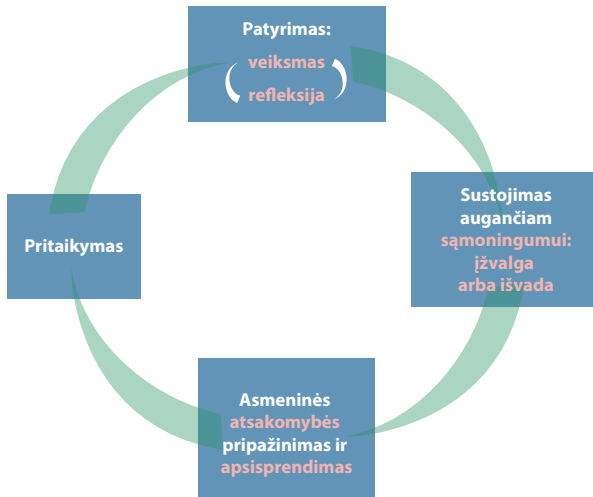 Patyrimas:
veiksmas
refleksija
Sustojimas
augančiam
sąmoningumui:
įžvalga
arba išvada
Asmeninės
atsakomybės
pripažinimas ir
apsisprendimas
Pritaikymas